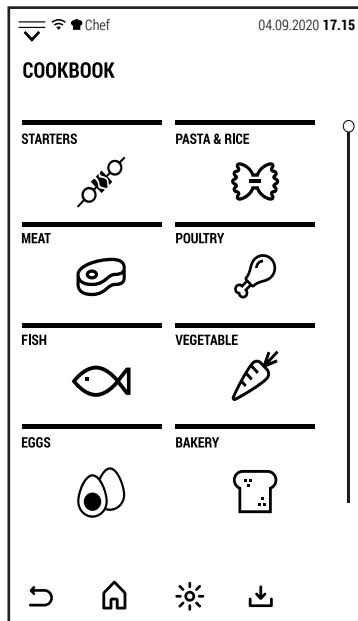 Chef 04.09.2020 17.15
COOKBOOK
STARTERS PASTA & RICE
MEAT POULTRY
FISH VEGETABLE
EGGS BAKERY